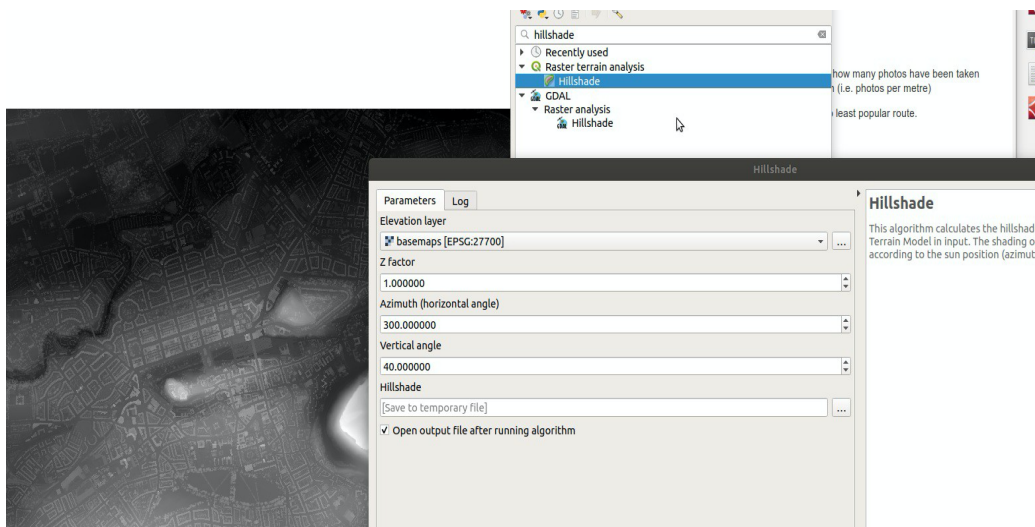 hillshade
Recently used
Raster terrain analysis
Hillshade
GDAL
Raster analysis
Hillshade
how many photos have been taken
(i.e. photos per metre)
least popular route.
Hillshade
Parameters
Log
Elevation layer
basemaps [EPSG:27700]
...
Z factor
1.000000
Azimuth (horizontal angle)
300.000000
Vertical angle
40.000000
Hillshade
[Save to temporary file]
...
Open output file after running algorithm
Hillshade
This algorithm calculates the hillshad
Terrain Model in input. The shading o
according to the sun position (azimut